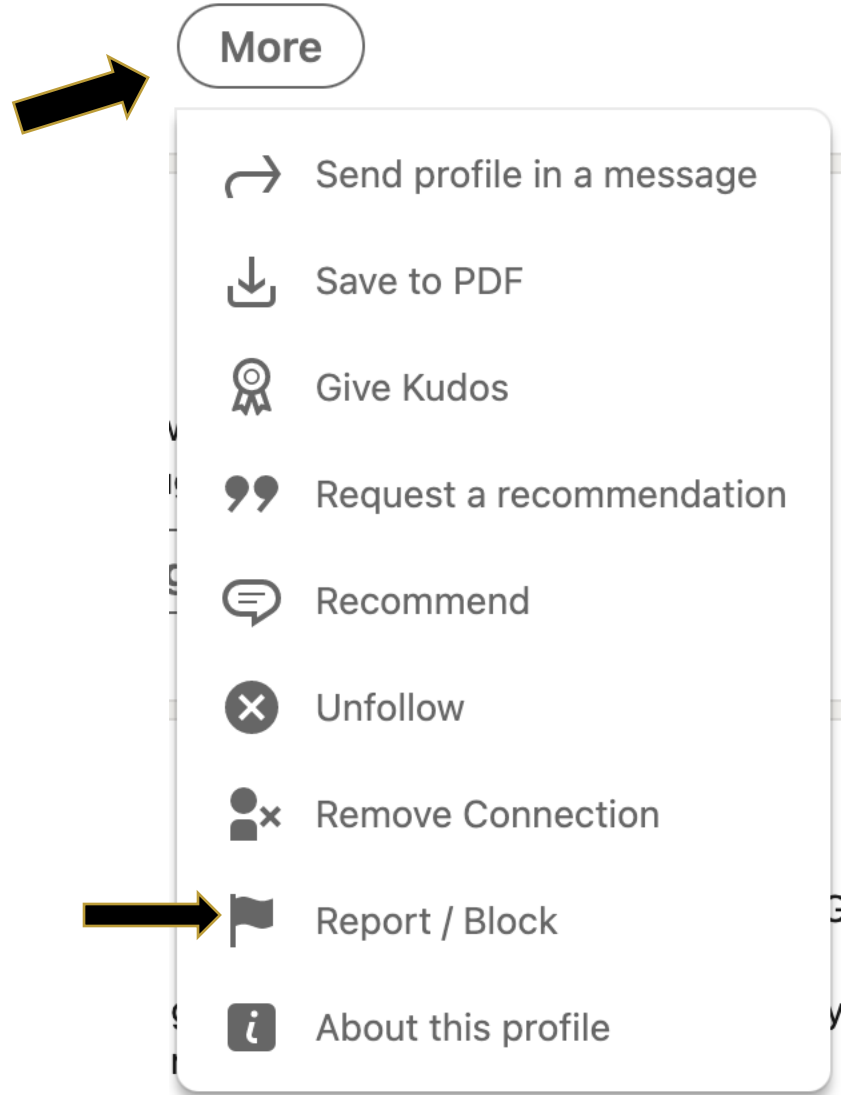 More
Send profile in a message
Save to PDF
Give Kudos
Request a recommendation
Recommend
Unfollow
Remove Connection
Report / Block
About this profile